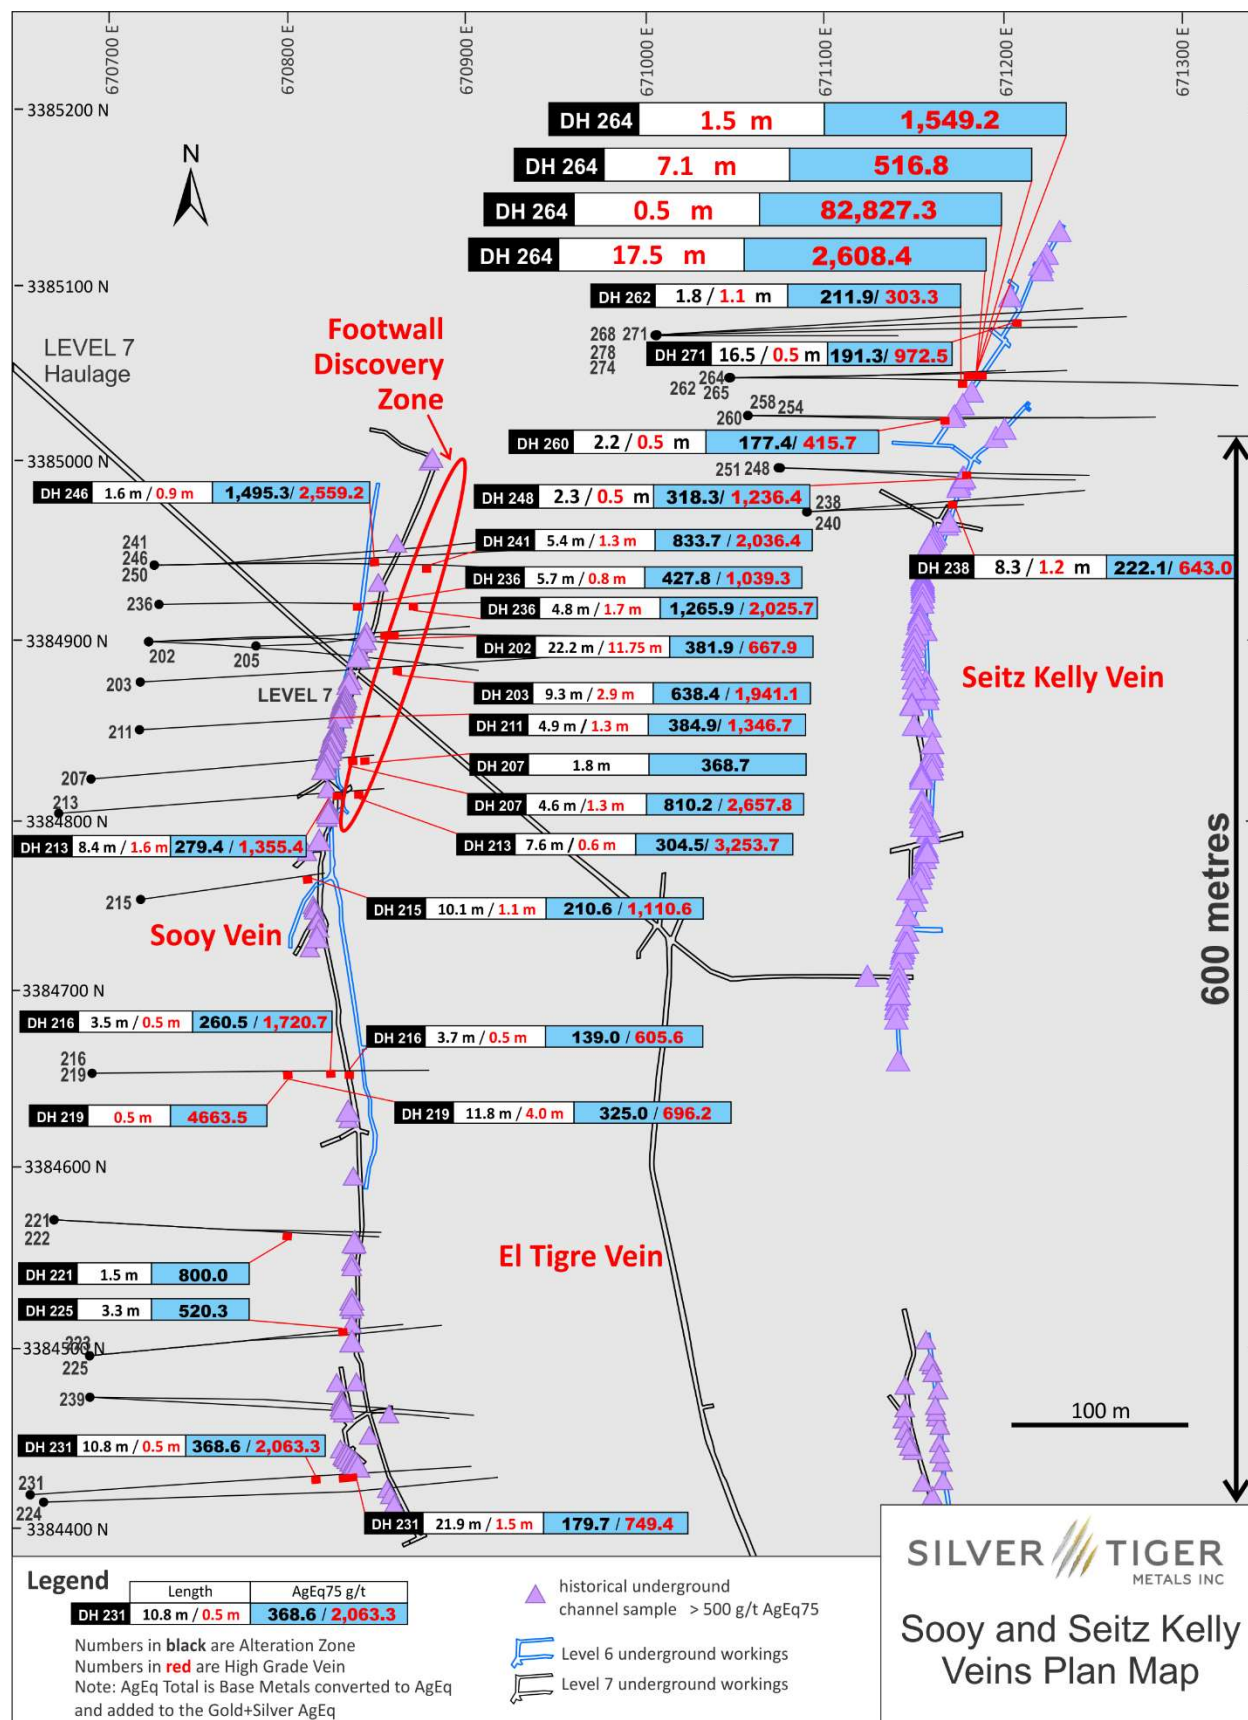 670700 E
670800 E
670900 E
671000 E
671100 E
671200 E
671300 E
3385200 N
3385100 N
3385000 N
3384900 N
3384800 N
3384700 N
3384600 N
3384500 N
3384400 N
N
DH 264 1.5 m 1,549.2
DH 264 7.1 m 516.8
DH 264 0.5 m 82,827.3
DH 264 17.5 m 2,608.4
DH 262 1.8 / 1.1 m 211.9/ 303.3
268 271
278
274
DH 271 16.5 / 0.5 m 191.3/ 972.5
264
262 265
258
254
260
DH 260 2.2 / 0.5 m 177.4/ 415.7
251 248
DH 248 2.3 / 0.5 m 318.3/ 1,236.4
238
240
DH 238 8.3 / 1.2 m 222.1/ 643.0
LEVEL 7
Haulage
Footwall
Discovery
Zone
DH 246 1.6 m / 0.9 m 1,495.3/ 2,559.2
241
246
250
DH 241 5.4 m / 1.3 m 833.7 / 2,036.4
DH 236 5.7 m / 0.8 m 427.8 / 1,039.3
236
DH 236 4.8 m / 1.7 m 1,265.9 / 2,025.7
202
205
DH 202 22.2 m / 11.75 m 381.9 / 667.9
203
LEVEL 7
DH 203 9.3 m / 2.9 m 638.4 / 1,941.1
211
DH 211 4.9 m / 1.3 m 384.9/ 1,346.7
207
DH 207 1.8 m 368.7
213
DH 207 4.6 m /1.3 m 810.2 / 2,657.8
DH 213 8.4 m / 1.6 m 279.4 / 1,355.4
DH 213 7.6 m / 0.6 m 304.5/ 3,253.7
215
DH 215 10.1 m / 1.1 m 210.6 / 1,110.6
Sooy Vein
Seitz Kelly Vein
600 metres
DH 216 3.5 m / 0.5 m 260.5 / 1,720.7
DH 216 3.7 m / 0.5 m 139.0 / 605.6
216
219
DH 219 0.5 m 4663.5
DH 219 11.8 m / 4.0 m 325.0 / 696.2
221
222
El Tigre Vein
DH 221 1.5 m 800.0
DH 225 3.3 m 520.3
223
225
239
100 m
DH 231 10.8 m / 0.5 m 368.6 / 2,063.3
231
224
DH 231 21.9 m / 1.5 m 179.7 / 749.4
Legend
Length AgEq75 g/t
DH 231 10.8 m / 0.5 m 368.6 / 2,063.3
Numbers in black are Alteration Zone
Numbers in red are High Grade Vein
Note: AgEq Total is Base Metals converted to AgEq
and added to the Gold+Silver AgEq
historical underground
channel sample > 500 g/t AgEq75
Level 6 underground workings
Level 7 underground workings
SILVER TIGER
METALS INC
Sooy and Seitz Kelly
Veins Plan Map